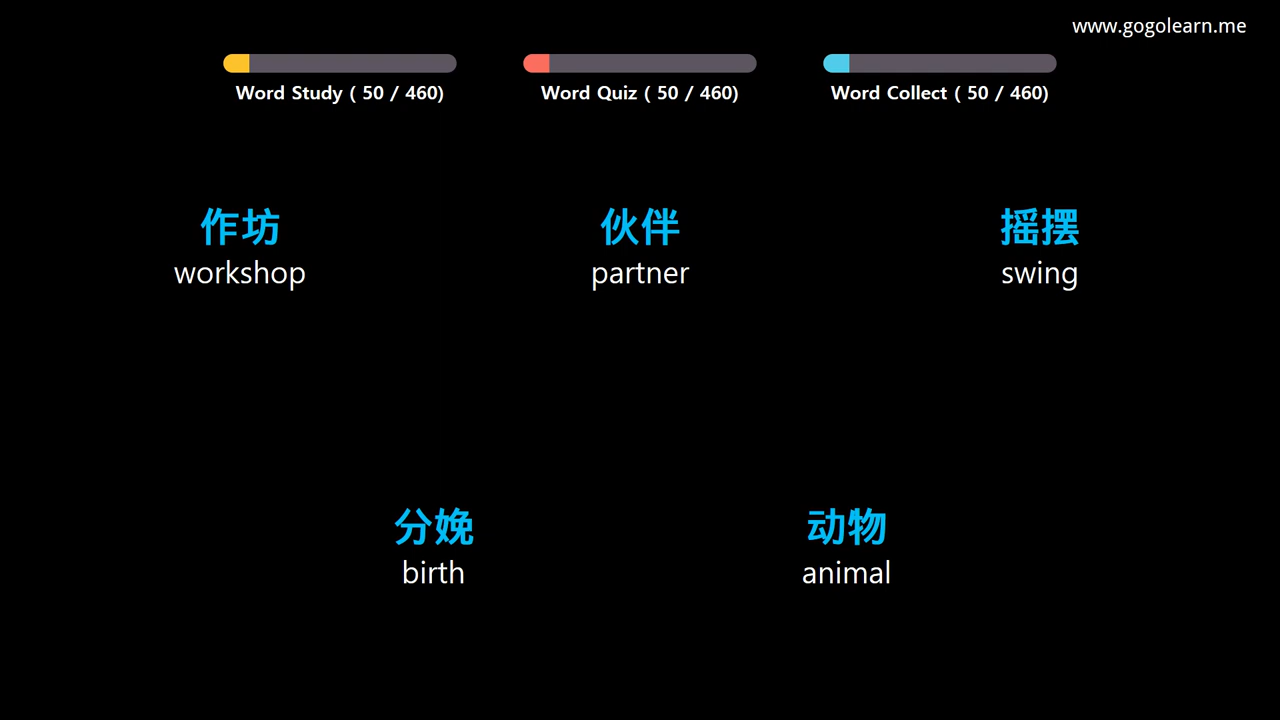 www.gogolearn.me
Word Study ( 50 / 460)
Word Quiz ( 50 / 460)
Word Collect ( 50 / 460)
作坊
workshop
伙伴
partner
摇摆
swing
分娩
birth
动物
animal